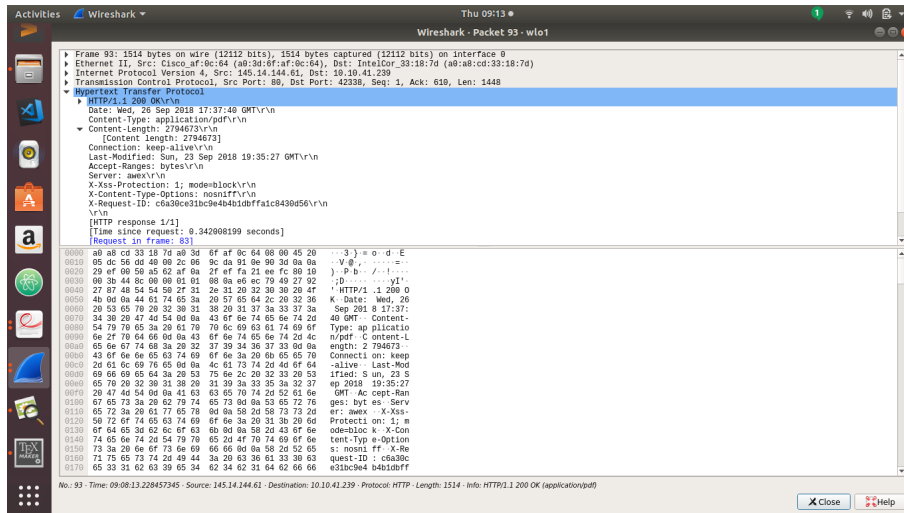 Activities Wireshark Thu 09:13 1
Wireshark · Packet 93 · wlo1
Frame 93: 1514 bytes on wire (12112 bits), 1514 bytes captured (12112 bits) on interface 0
Ethernet II, Src: Cisco_af:0c:64 (a0:3d:6f:af:0c:64), Dst: IntelCor_33:18:7d (a0:a8:cd:33:18:7d)
Internet Protocol Version 4, Src: 145.14.144.61, Dst: 10.10.41.239
Transmission Control Protocol, Src Port: 80, Dst Port: 42338, Seq: 1, Ack: 610, Len: 1448
Hypertext Transfer Protocol
HTTP/1.1 200 OK\r\n
Date: Wed, 26 Sep 2018 17:37:40 GMT\r\n
Content-Type: application/pdf\r\n
Content-Length: 2794673\r\n
[Content length: 2794673]
Connection: keep-alive\r\n
Last-Modified: Sun, 23 Sep 2018 19:35:27 GMT\r\n
Accept-Ranges: bytes\r\n
Server: awex\r\n
X-Xss-Protection: 1; mode=block\r\n
X-Content-Type-Options: nosniff\r\n
X-Request-ID: c6a30ce31bc9e4b4b1dbffa1c8430d56\r\n
\r\n
[HTTP response 1/1]
[Time since request: 0.342008199 seconds]
[Request in frame: 83]
0000 a0 a8 cd 33 18 7d a0 3d 6f af 0c 64 08 00 45 20 ···3·}·= o··d··E
0010 05 dc 56 dd 40 00 2c 06 9c da 91 0e 90 3d 0a 0a ··V·@·,· ·····=··
0020 29 ef 00 50 a5 62 af 0a 2f ef fa 21 ee fc 80 10 )··P·b·· /··!····
0030 00 3b 44 8c 00 00 01 01 08 0a e6 ec 79 49 27 92 ·;D····· ····yI'·
0040 27 87 48 54 54 50 2f 31 2e 31 20 32 30 30 20 4f '·HTTP/1 .1 200 O
0050 4b 0d 0a 44 61 74 65 3a 20 57 65 64 2c 20 32 36 K··Date: Wed, 26
0060 20 53 65 70 20 32 30 31 38 20 31 37 3a 33 37 3a Sep 201 8 17:37:
0070 34 30 20 47 4d 54 0d 0a 43 6f 6e 74 65 6e 74 2d 40 GMT·· Content-
0080 54 79 70 65 3a 20 61 70 70 6c 69 63 61 74 69 6f Type: ap plicatio
0090 6e 2f 70 64 66 0d 0a 43 6f 6e 74 65 6e 74 2d 4c n/pdf··C ontent-L
00a0 65 6e 67 74 68 3a 20 32 37 39 34 36 37 33 0d 0a ength: 2 794673··
00b0 43 6f 6e 6e 65 63 74 69 6f 6e 3a 20 6b 65 65 70 Connecti on: keep
00c0 2d 61 6c 69 76 65 0d 0a 4c 61 73 74 2d 4d 6f 64 -alive·· Last-Mod
00d0 69 66 69 65 64 3a 20 53 75 6e 2c 20 32 33 20 53 ified: S un, 23 S
00e0 65 70 20 32 30 31 38 20 31 39 3a 33 35 3a 32 37 ep 2018 19:35:27
00f0 20 47 4d 54 0d 0a 41 63 63 65 70 74 2d 52 61 6e GMT··Ac cept-Ran
0100 67 65 73 3a 20 62 79 74 65 73 0d 0a 53 65 72 76 ges: byt es··Serv
0110 65 72 3a 20 61 77 65 78 0d 0a 58 2d 58 73 73 2d er: awex ··X-Xss-
0120 50 72 6f 74 65 63 74 69 6f 6e 3a 20 31 3b 20 6d Protecti on: 1; m
0130 6f 64 65 3d 62 6c 6f 63 6b 0d 0a 58 2d 43 6f 6e ode=bloc k··X-Con
0140 74 65 6e 74 2d 54 79 70 65 2d 4f 70 74 69 6f 6e tent-Typ e-Option
0150 73 3a 20 6e 6f 73 6e 69 66 66 0d 0a 58 2d 52 65 s: nosni ff··X-Re
0160 71 75 65 73 74 2d 49 44 3a 20 63 36 61 33 30 63 quest-ID : c6a30c
0170 65 33 31 62 63 39 65 34 62 34 62 31 64 62 66 66 e31bc9e4 b4b1dbff
No.: 93 · Time: 09:08:13.228457345 · Source: 145.14.144.61 · Destination: 10.10.41.239 · Protocol: HTTP · Length: 1514 · Info: HTTP/1.1 200 OK (application/pdf)
Close Help
TEX
MAKER